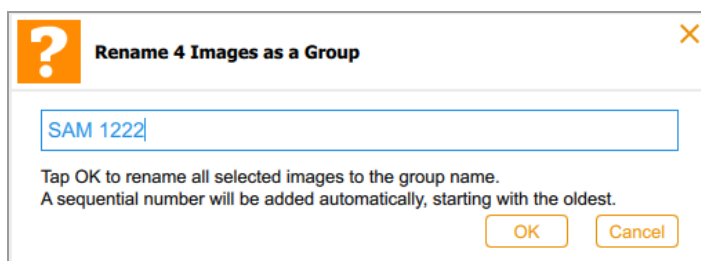 Rename 4 Images as a Group
SAM 1222
Tap OK to rename all selected images to the group name.
A sequential number will be added automatically, starting with the oldest.
OK Cancel